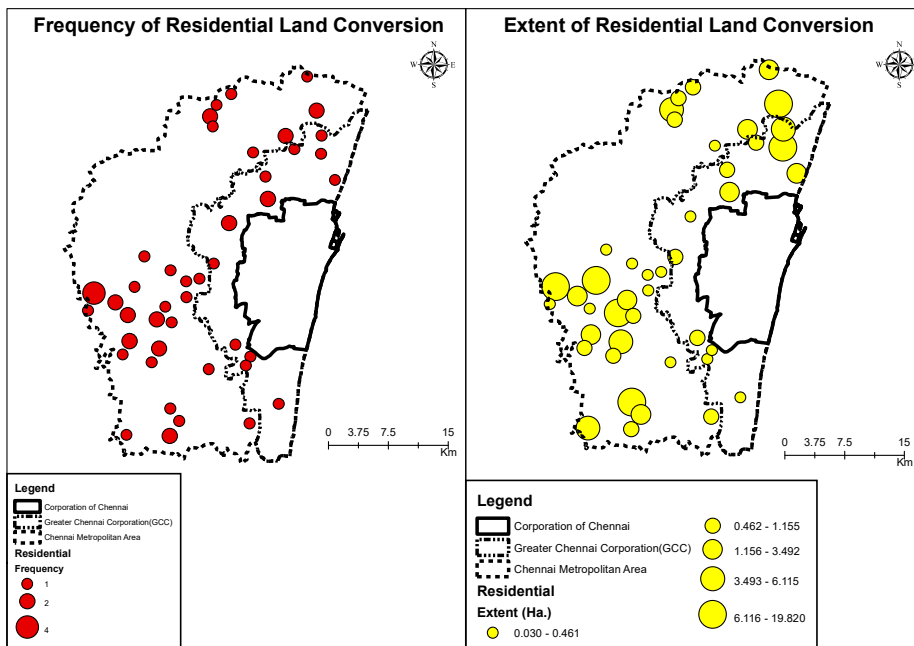 Frequency of Residential Land Conversion
N
W E
S
0 3.75 7.5 15
Km
Legend
Corporation of Chennai
Greater Chennai Corporation(GCC)
Chennai Metropolitan Area
Residential
Frequency
1
2
4
Extent of Residential Land Conversion
N
W E
S
0 3.75 7.5 15
Km
Legend
Corporation of Chennai
Greater Chennai Corporation(GCC)
Chennai Metropolitan Area
Residential
Extent (Ha.)
0.030 - 0.461
0.462 - 1.155
1.156 - 3.492
3.493 - 6.115
6.116 - 19.820